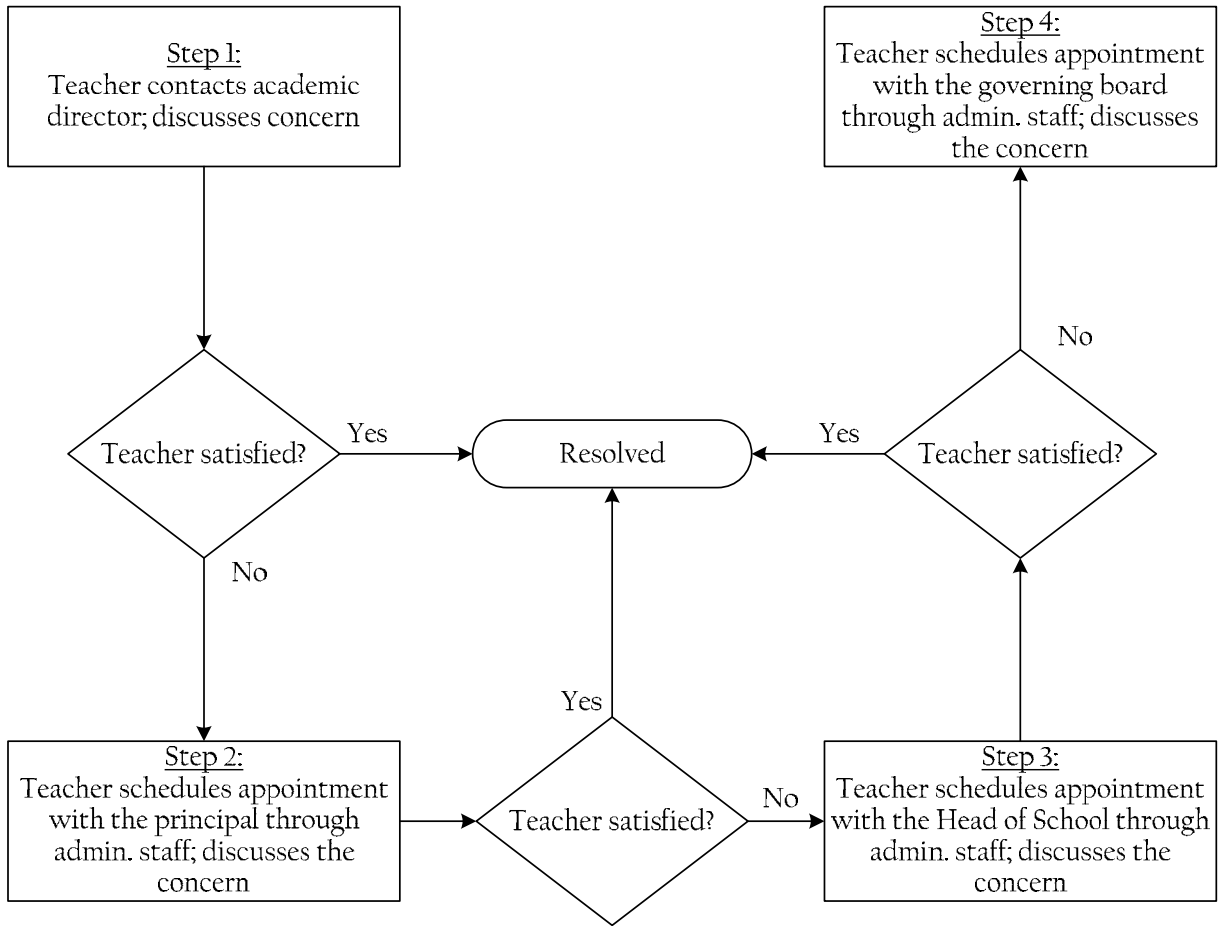 Step 1:
Teacher contacts academic
director; discusses concern
Step 4:
Teacher schedules appointment
with the governing board
through admin. staff; discusses
the concern
No
Teacher satisfied?
Yes
Resolved
Yes
Teacher satisfied?
No
Yes
Step 2:
Teacher schedules appointment
with the principal through
admin. staff; discusses the
concern
Teacher satisfied?
No
Step 3:
Teacher schedules appointment
with the Head of School through
admin. staff; discusses the
concern